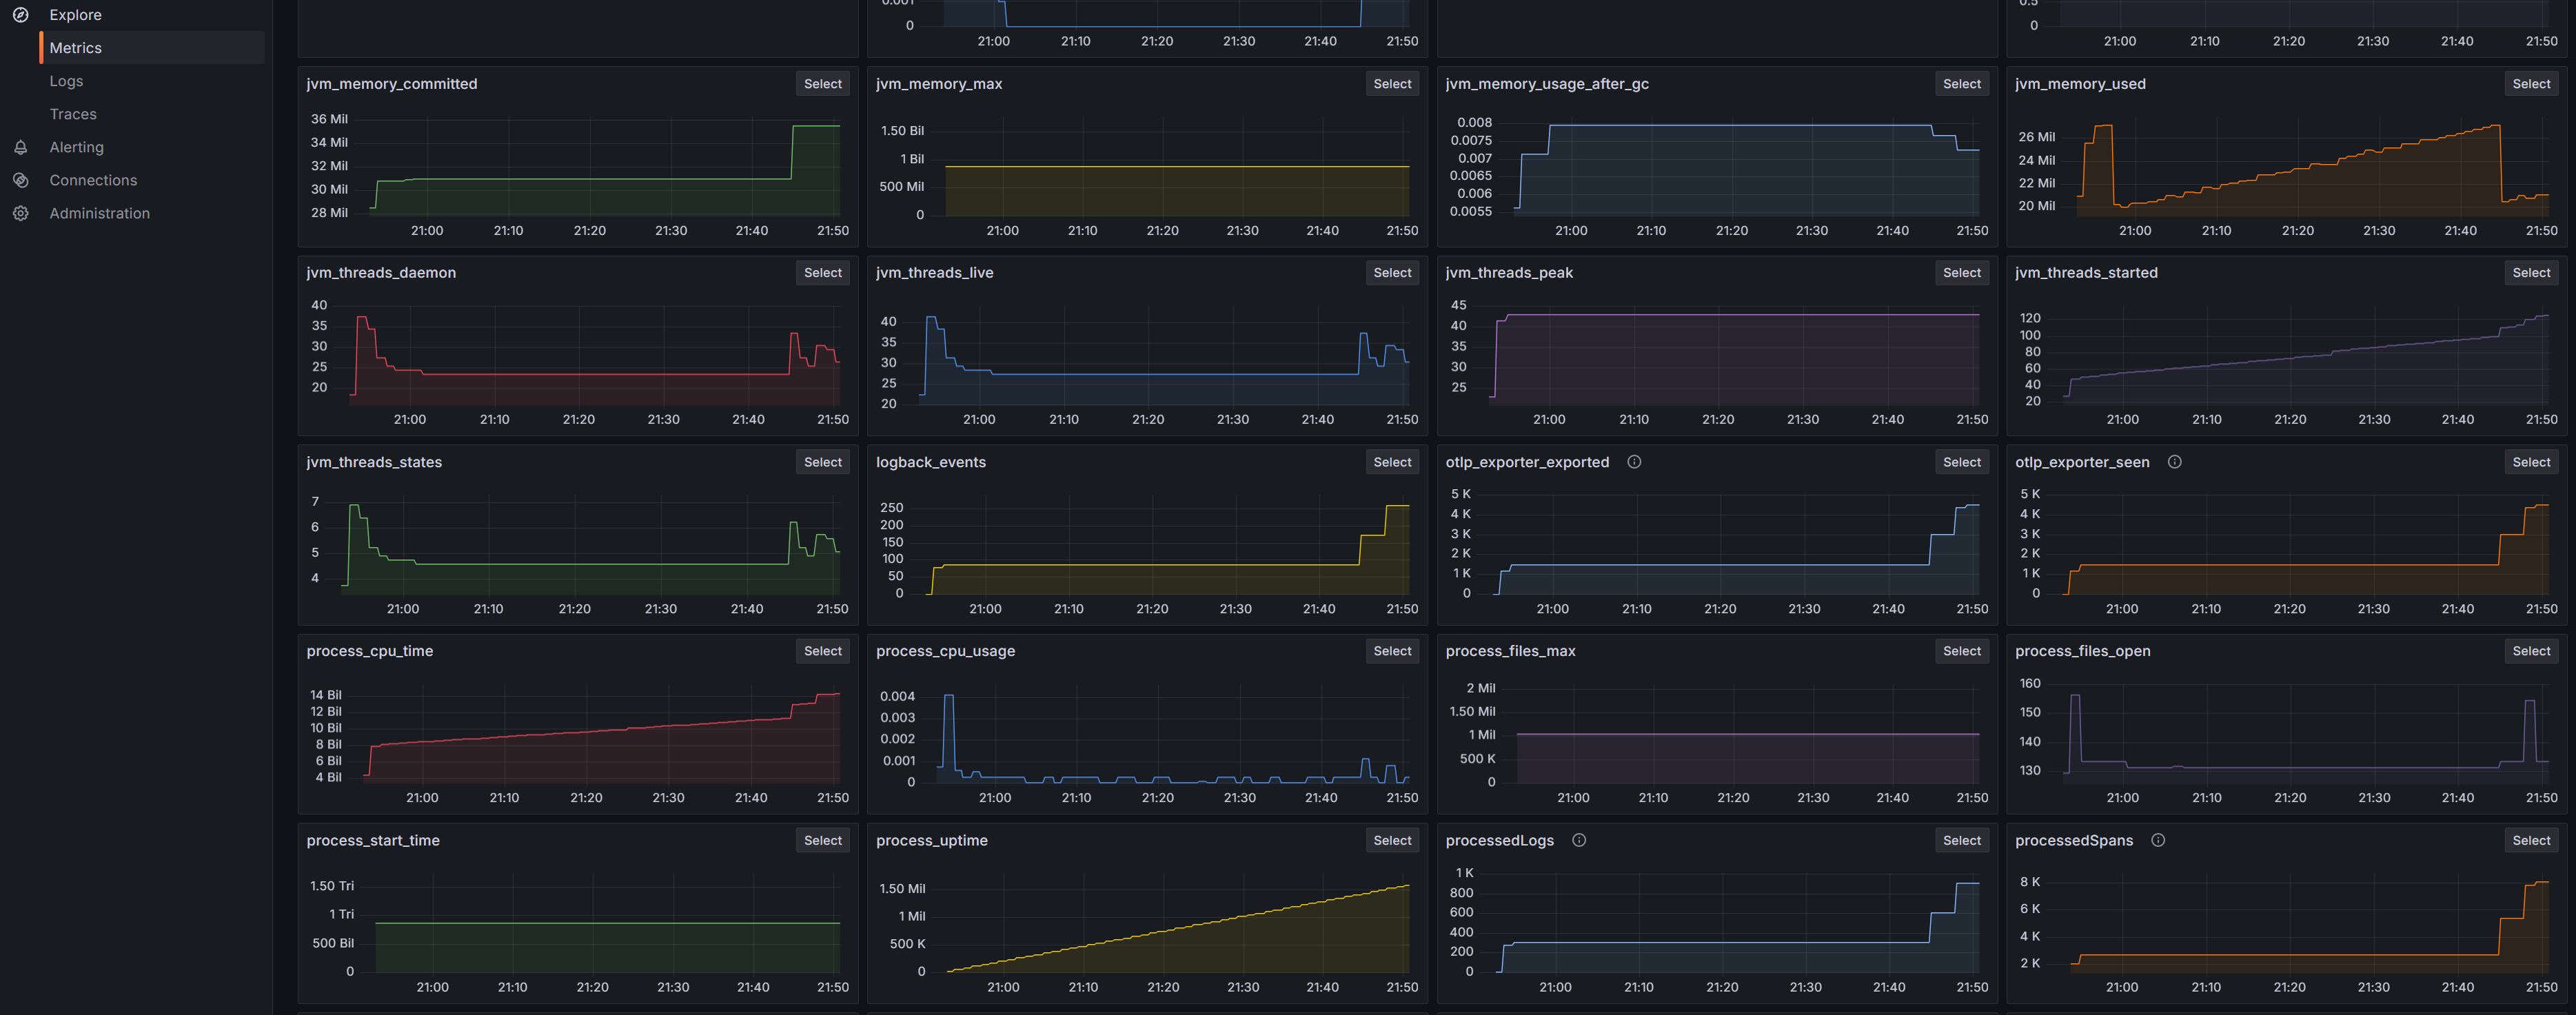 Explore
Metrics
Logs
Traces
Alerting
Connections
Administration
0.001
0
21:00 21:10 21:20 21:30 21:40 21:50
0.5
0
21:00 21:10 21:20 21:30 21:40 21:50
jvm_memory_committed Select
36 Mil
34 Mil
32 Mil
30 Mil
28 Mil
21:00 21:10 21:20 21:30 21:40 21:50
jvm_memory_max Select
1.50 Bil
1 Bil
500 Mil
0
21:00 21:10 21:20 21:30 21:40 21:50
jvm_memory_usage_after_gc Select
0.008
0.0075
0.007
0.0065
0.006
0.0055
21:00 21:10 21:20 21:30 21:40 21:50
jvm_memory_used Select
26 Mil
24 Mil
22 Mil
20 Mil
21:00 21:10 21:20 21:30 21:40 21:50
jvm_threads_daemon Select
40
35
30
25
20
21:00 21:10 21:20 21:30 21:40 21:50
jvm_threads_live Select
40
35
30
25
20
21:00 21:10 21:20 21:30 21:40 21:50
jvm_threads_peak Select
45
40
35
30
25
21:00 21:10 21:20 21:30 21:40 21:50
jvm_threads_started Select
120
100
80
60
40
20
21:00 21:10 21:20 21:30 21:40 21:50
jvm_threads_states Select
7
6
5
4
21:00 21:10 21:20 21:30 21:40 21:50
logback_events Select
250
200
150
100
50
0
21:00 21:10 21:20 21:30 21:40 21:50
otlp_exporter_exported Select
5 K
4 K
3 K
2 K
1 K
0
21:00 21:10 21:20 21:30 21:40 21:50
otlp_exporter_seen Select
5 K
4 K
3 K
2 K
1 K
0
21:00 21:10 21:20 21:30 21:40 21:50
process_cpu_time Select
14 Bil
12 Bil
10 Bil
8 Bil
6 Bil
4 Bil
21:00 21:10 21:20 21:30 21:40 21:50
process_cpu_usage Select
0.004
0.003
0.002
0.001
0
21:00 21:10 21:20 21:30 21:40 21:50
process_files_max Select
2 Mil
1.50 Mil
1 Mil
500 K
0
21:00 21:10 21:20 21:30 21:40 21:50
process_files_open Select
160
150
140
130
21:00 21:10 21:20 21:30 21:40 21:50
process_start_time Select
1.50 Tri
1 Tri
500 Bil
0
21:00 21:10 21:20 21:30 21:40 21:50
process_uptime Select
1.50 Mil
1 Mil
500 K
0
21:00 21:10 21:20 21:30 21:40 21:50
processedLogs Select
1 K
800
600
400
200
0
21:00 21:10 21:20 21:30 21:40 21:50
processedSpans Select
8 K
6 K
4 K
2 K
21:00 21:10 21:20 21:30 21:40 21:50